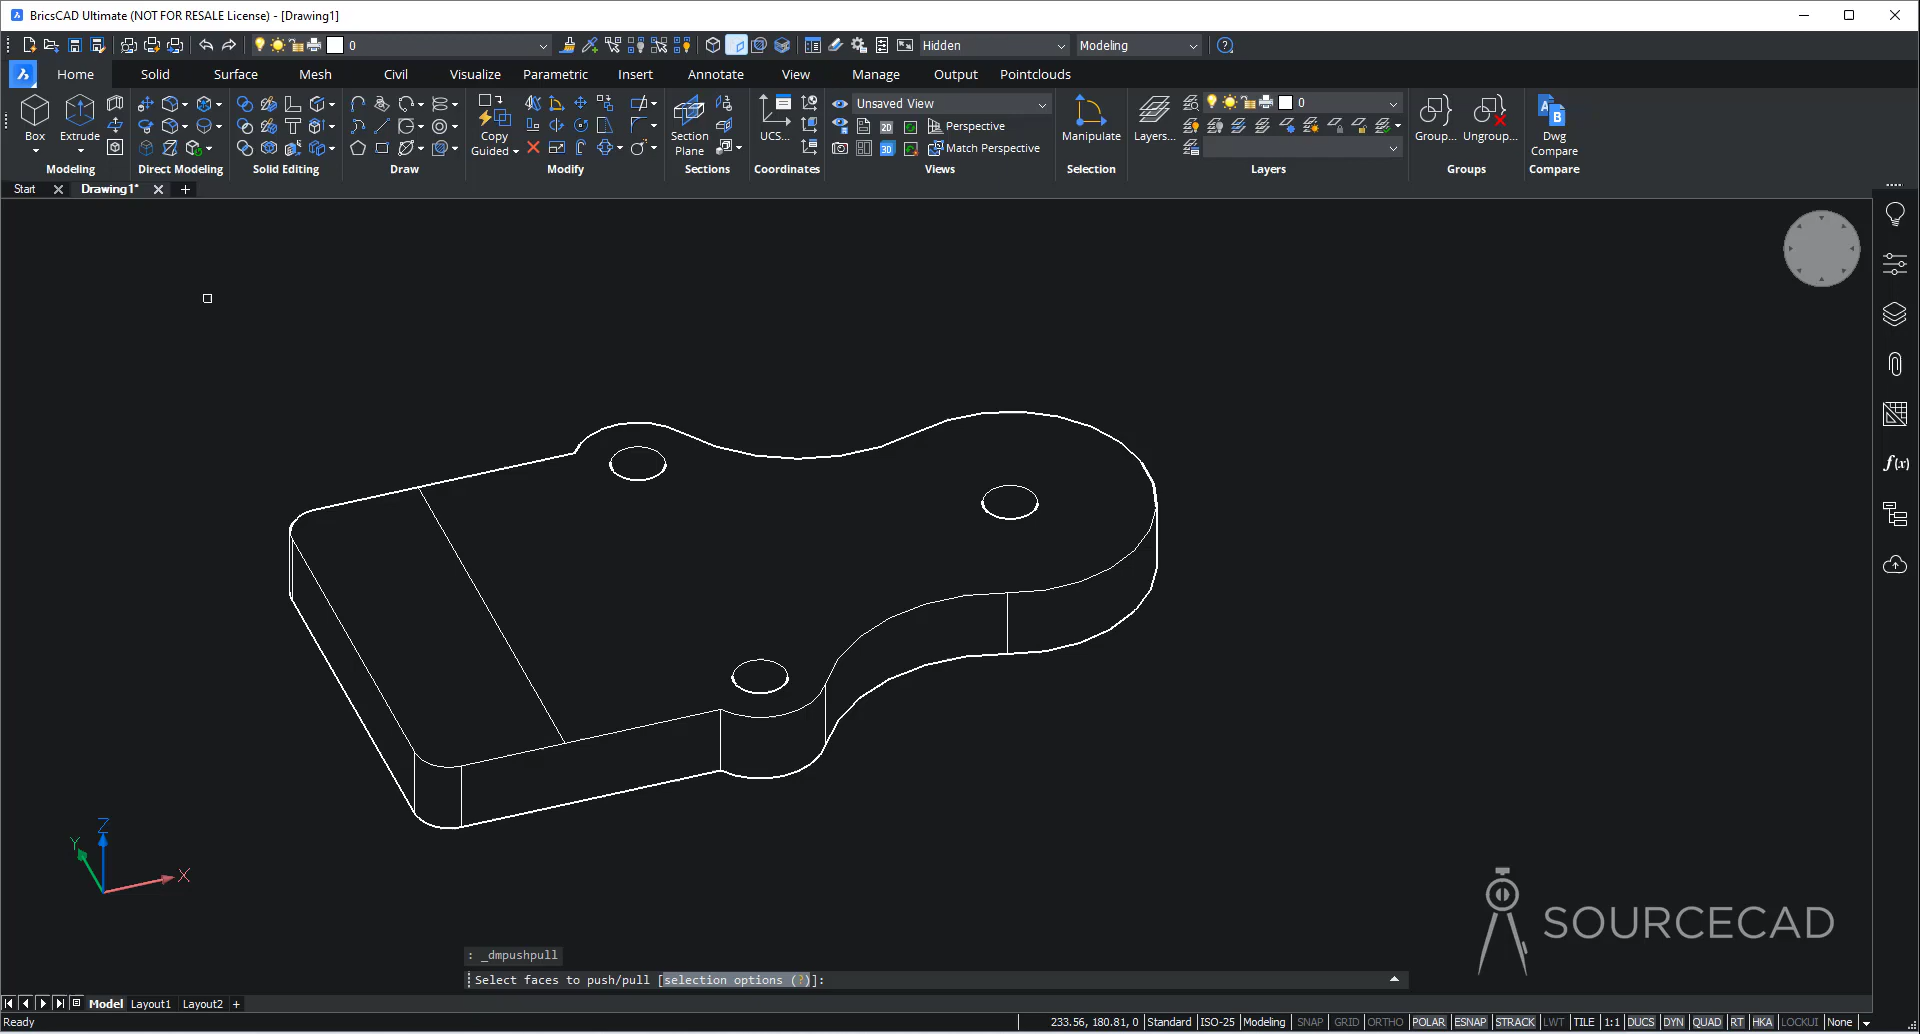 BricsCAD Ultimate (NOT FOR RESALE License) - [Drawing1]
0 Hidden Modeling
Home Solid Surface Mesh Civil Visualize Parametric Insert Annotate View Manage Output Pointclouds
Box Extrude Copy Guided Section Plane UCS... Unsaved View 2D Perspective 3D Match Perspective Manipulate Layers... 0 Group... Ungroup... A B Dwg Compare
Modeling Direct Modeling Solid Editing Draw Modify Sections Coordinates Views Selection Layers Groups Compare
Start Drawing1* +
f(x)
Z
Y
X
SOURCECAD
: _dmpushpull
Select faces to push/pull [selection options (?)]:
Model Layout1 Layout2 +
Ready 233.56, 180.81, 0 Standard ISO-25 Modeling SNAP GRID ORTHO POLAR ESNAP STRACK LWT TILE 1:1 DUCS DYN QUAD RT HKA LOCKUI None